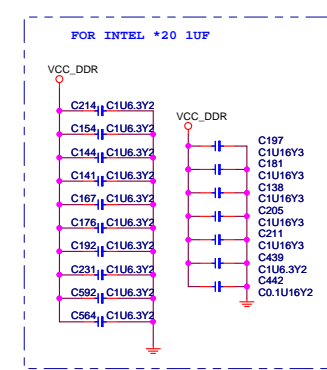 FOR INTEL *20 1UF
VCC_DDR
C214 C1U6.3Y2
C154 C1U6.3Y2
C144 C1U6.3Y2
C141 C1U6.3Y2
C167 C1U6.3Y2
C176 C1U6.3Y2
C192 C1U6.3Y2
C231 C1U6.3Y2
C592 C1U6.3Y2
C564 C1U6.3Y2
VCC_DDR
C197
C1U16Y3
C181
C1U16Y3
C138
C1U16Y3
C205
C1U16Y3
C211
C1U16Y3
C439
C1U6.3Y2
C442
C0.1U16Y2